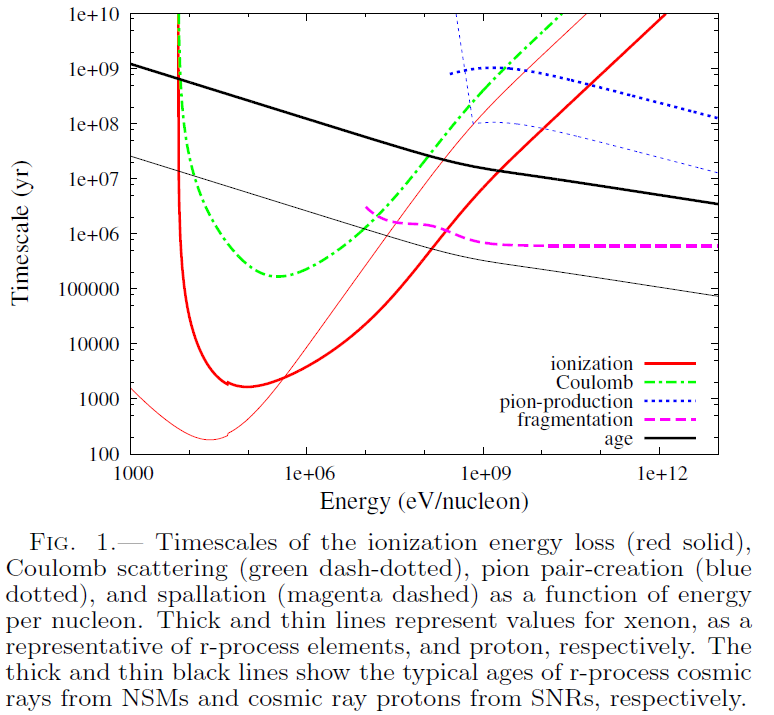 1e+10
1e+09
1e+08
1e+07
1e+06
100000
10000
1000
100
Timescale (yr)
ionization
Coulomb
pion-production
fragmentation
age
1000 1e+06 1e+09 1e+12
Energy (eV/nucleon)
FIG. 1.— Timescales of the ionization energy loss (red solid),
Coulomb scattering (green dash-dotted), pion pair-creation (blue
dotted), and spallation (magenta dashed) as a function of energy
per nucleon. Thick and thin lines represent values for xenon, as a
representative of r-process elements, and proton, respectively. The
thick and thin black lines show the typical ages of r-process cosmic
rays from NSMs and cosmic ray protons from SNRs, respectively.